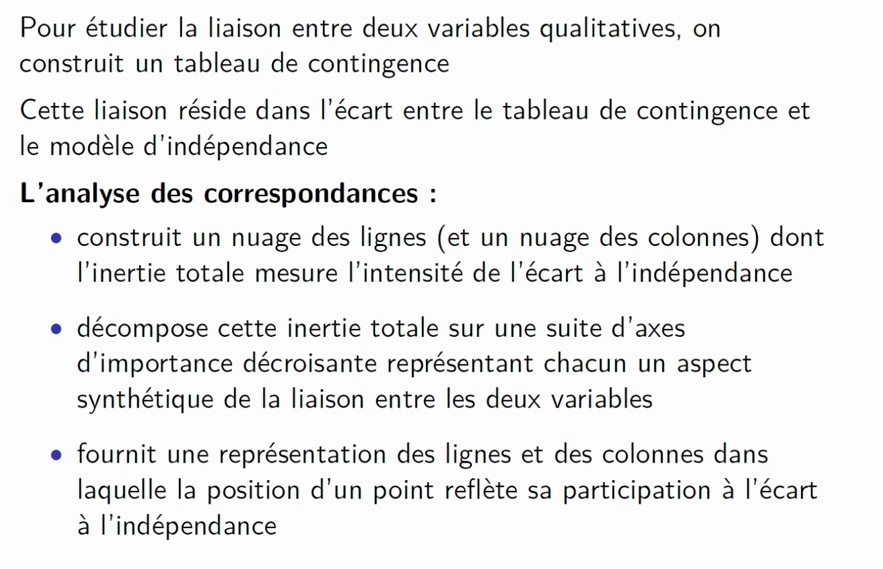 Pour étudier la liaison entre deux variables qualitatives, on
construit un tableau de contingence
Cette liaison réside dans l'écart entre le tableau de contingence et
le modèle d'indépendance
L'analyse des correspondances :
• construit un nuage des lignes (et un nuage des colonnes) dont
l'inertie totale mesure l'intensité de l'écart à l'indépendance
• décompose cette inertie totale sur une suite d'axes
d'importance décroisante représentant chacun un aspect
synthétique de la liaison entre les deux variables
• fournit une représentation des lignes et des colonnes dans
laquelle la position d'un point reflète sa participation à l'écart
à l'indépendance